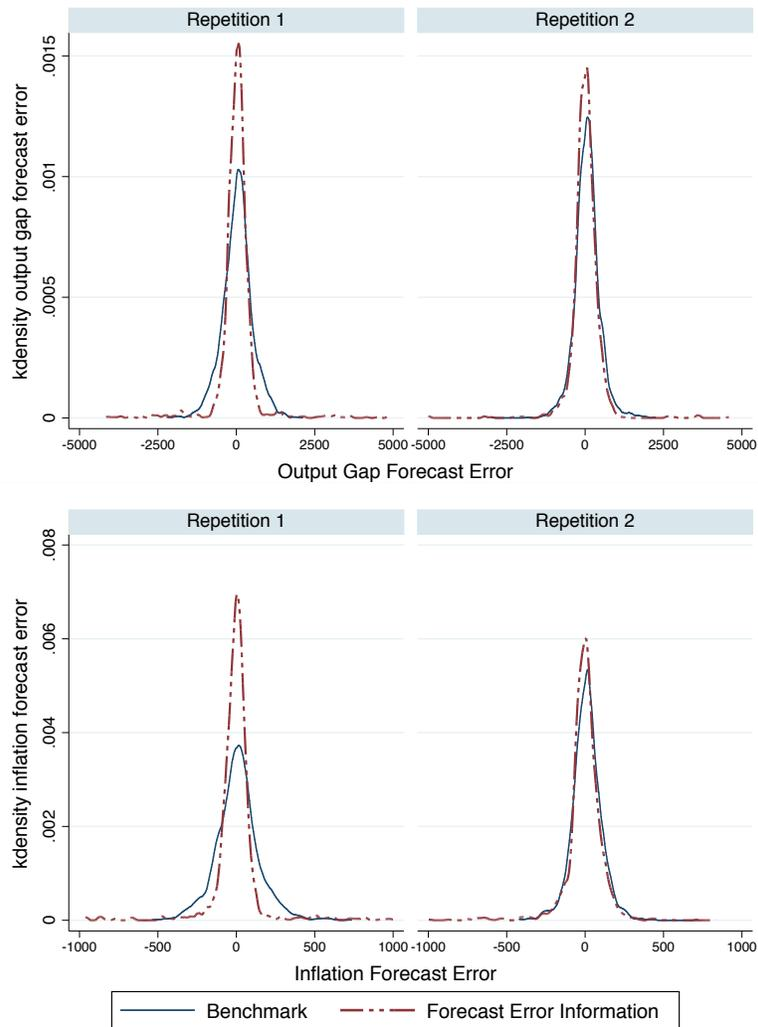 Repetition 1
Repetition 2
kdensity output gap forecast error
.0015
.001
.0005
0
-5000 -2500 0 2500 5000
-5000 -2500 0 2500 5000
Output Gap Forecast Error
Repetition 1
Repetition 2
kdensity inflation forecast error
.008
.006
.004
.002
0
-1000 -500 0 500 1000
-1000 -500 0 500 1000
Inflation Forecast Error
Benchmark
Forecast Error Information